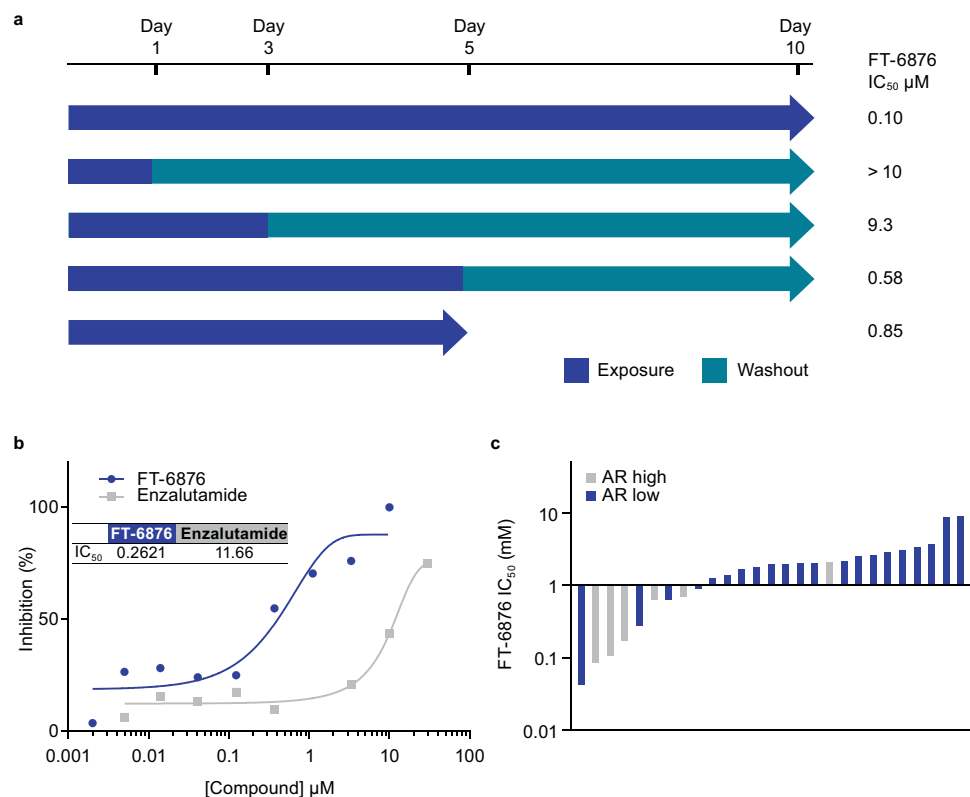 a
Day
1
Day
3
Day
5
Day
10
FT-6876
IC50 µM
0.10
> 10
9.3
0.58
0.85
Exposure
Washout
b
FT-6876
Enzalutamide
FT-6876 Enzalutamide
IC50 0.2621 11.66
Inhibition (%)
100
50
0
0.001 0.01 0.1 1 10 100
[Compound] µM
c
AR high
AR low
FT-6876 IC50 (mM)
10
1
0.1
0.01